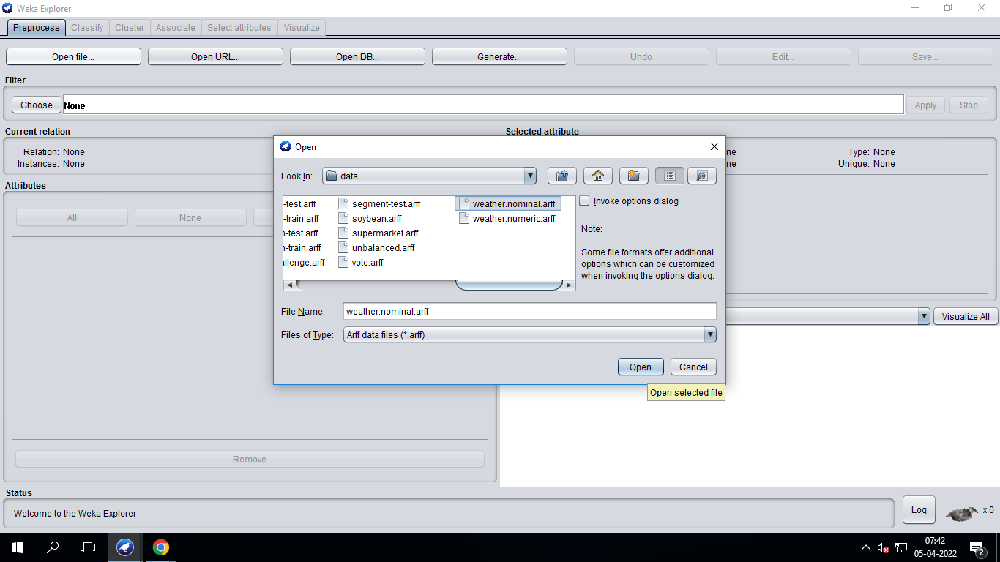 Weka Explorer
Preprocess Classify Cluster Associate Select attributes Visualize
Open file... Open URL... Open DB... Generate... Undo Edit... Save...
Filter
Choose None Apply Stop
Current relation
Relation: None
Instances: None
Selected attribute
ne Type: None
ne Unique: None
Attributes
All None
Remove
Visualize All
Open
Look In: data
-test.arff segment-test.arff weather.nominal.arff
-train.arff soybean.arff weather.numeric.arff
-test.arff supermarket.arff
-train.arff unbalanced.arff
llenge.arff vote.arff
Invoke options dialog
Note:
Some file formats offer additional
options which can be customized
when invoking the options dialog.
File Name: weather.nominal.arff
Files of Type: Arff data files (*.arff)
Open Cancel
Open selected file
Status
Welcome to the Weka Explorer
Log x 0
07:42
05-04-2022
2